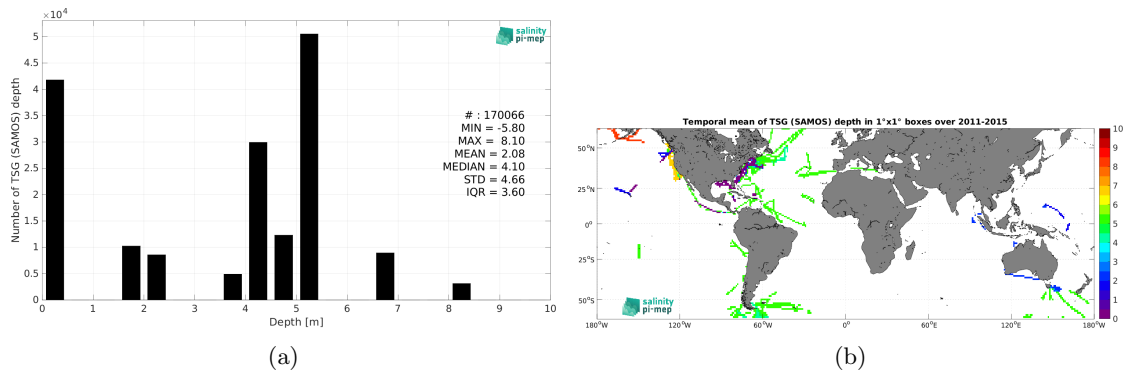 ×10⁴
5
4.5
4
3.5
3
2.5
2
1.5
1
0.5
0
Number of TSG (SAMOS) depth
salinity
pi-mep
# : 170066
MIN = -5.80
MAX = 8.10
MEAN = 2.08
MEDIAN = 4.10
STD = 4.66
IQR = 3.60
0 1 2 3 4 5 6 7 8 9 10
Depth [m]
(a)
Temporal mean of TSG (SAMOS) depth in 1°x1° boxes over 2011-2015
50°N
25°N
0°
25°S
50°S
salinity
pi-mep
180°W 120°W 60°W 0° 60°E 120°E 180°W
10
9
8
7
6
5
4
3
2
1
0
(b)